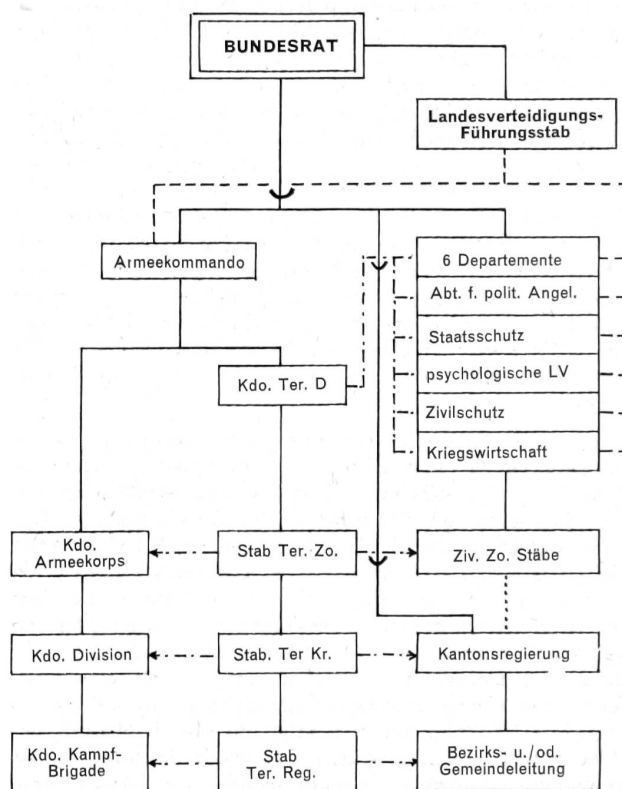 BUNDESRAT
Landesverteidigungs-
Führungsstab
Armeekommando
6 Departemente
Abt. f. polit. Angel.
Staatsschutz
psychologische LV
Zivilschutz
Kriegswirtschaft
Kdo. Ter. D
Kdo.
Armeekorps
Stab Ter. Zo.
Ziv. Zo. Stäbe
Kdo. Division
Stab. Ter Kr.
Kantonsregierung
Kdo. Kampf-
Brigade
Stab
Ter. Reg.
Bezirks- u./od.
Gemeindeleitung